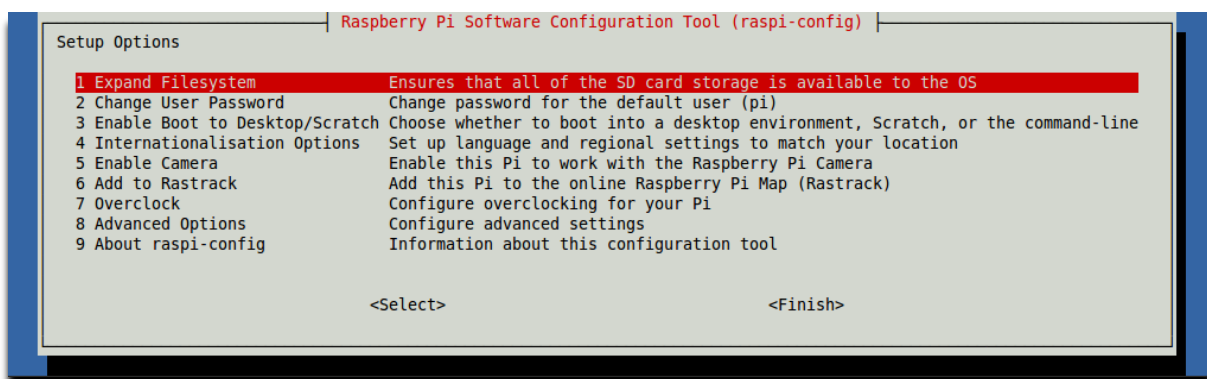 Raspberry Pi Software Configuration Tool (raspi-config)
Setup Options
1 Expand Filesystem Ensures that all of the SD card storage is available to the OS
2 Change User Password Change password for the default user (pi)
3 Enable Boot to Desktop/Scratch Choose whether to boot into a desktop environment, Scratch, or the command-line
4 Internationalisation Options Set up language and regional settings to match your location
5 Enable Camera Enable this Pi to work with the Raspberry Pi Camera
6 Add to Rastrack Add this Pi to the online Raspberry Pi Map (Rastrack)
7 Overclock Configure overclocking for your Pi
8 Advanced Options Configure advanced settings
9 About raspi-config Information about this configuration tool
<Select> <Finish>